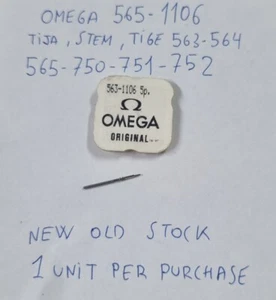 OMEGA 565-1106
TIJA, STEM, TIGE 563-564
565-750-751-752
563-1106 5p.
Ω
OMEGA
ORIGINAL
NEW OLD STOCK
1 UNIT PER PURCHASE